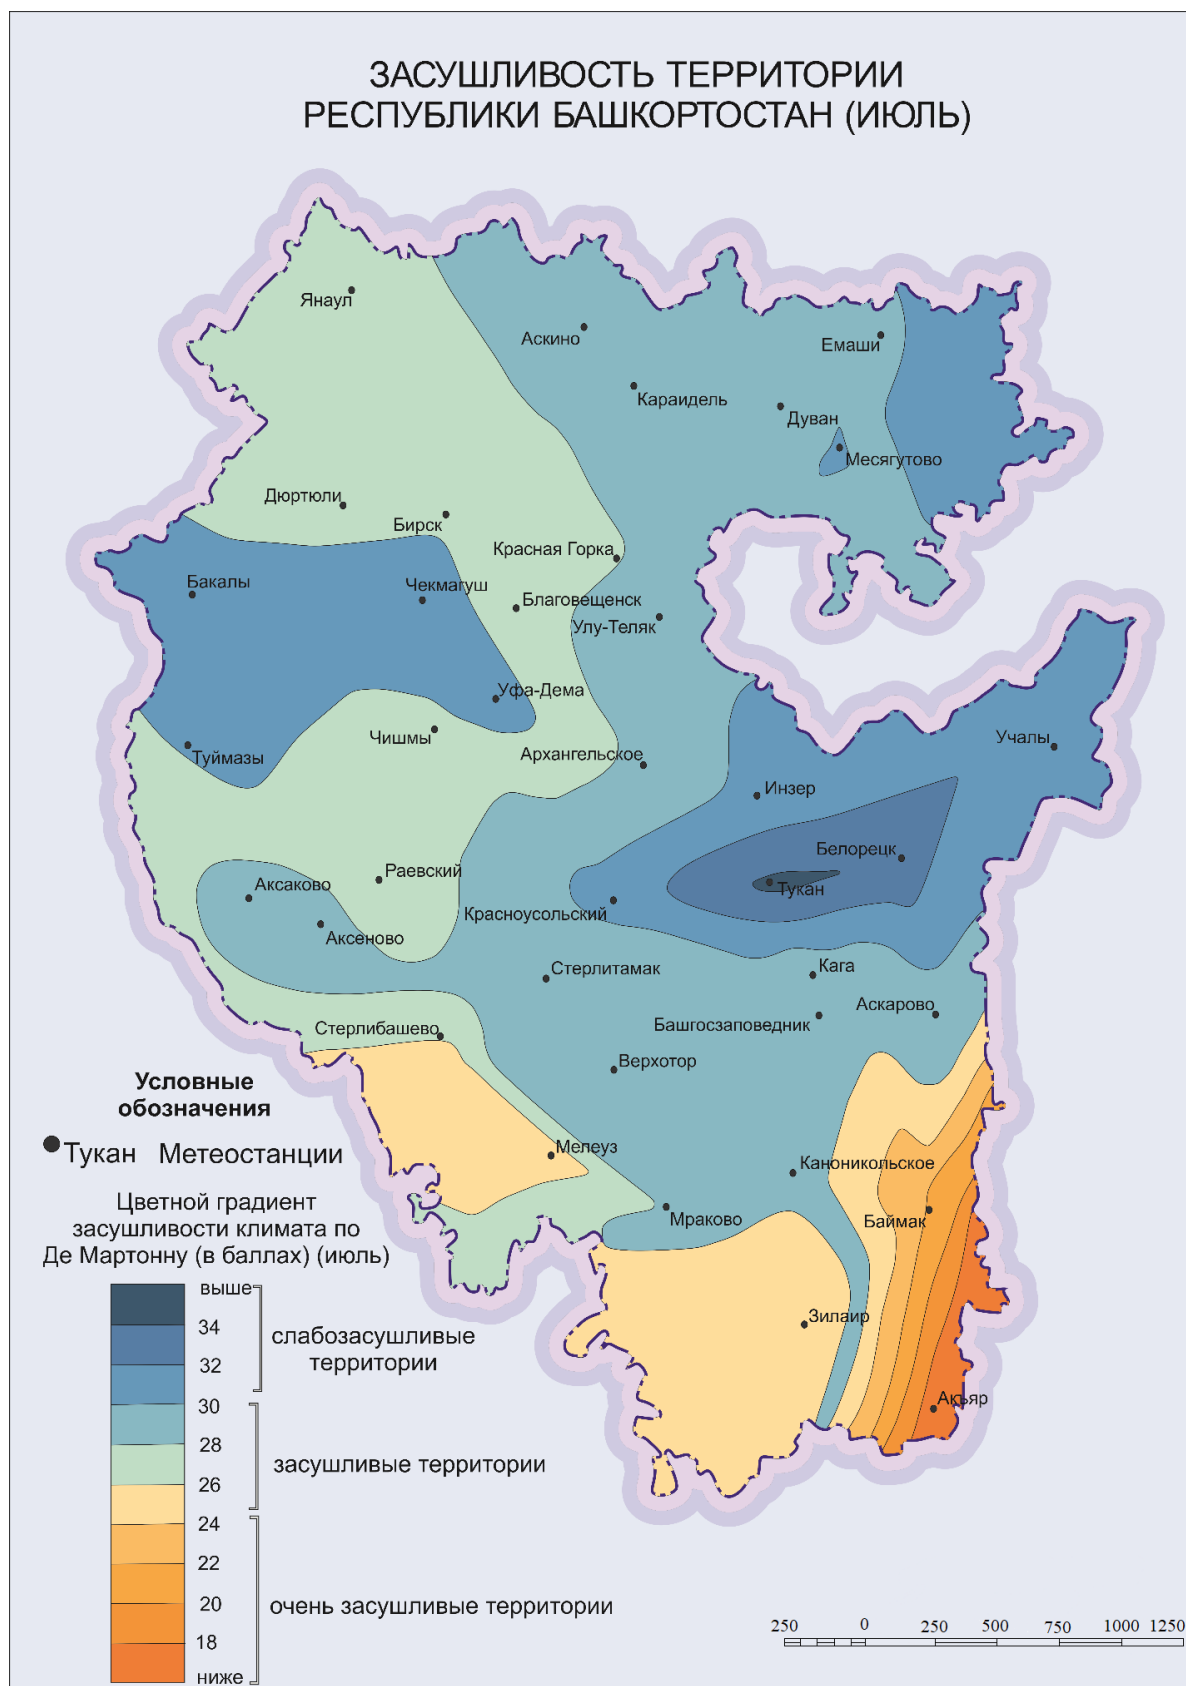 ЗАСУШЛИВОСТЬ ТЕРРИТОРИИ
РЕСПУБЛИКИ БАШКОРТОСТАН (ИЮЛЬ)
Янаул
Аскино
Емаши
Караидель
Дуван
Месягутово
Дюртюли
Бирск
Красная Горка
Бакалы
Чекмагуш
Благовещенск
Улу-Теляк
Уфа-Дема
Чишмы
Туймазы
Архангельское
Учалы
Инзер
Белорецк
Раевский
Аксаково
Тукан
Красноусольский
Аксеново
Стерлитамак
Кага
Аскарово
Башгосзаповедник
Стерлибашево
Верхотор
Мелеуз
Каноникольское
Мраково
Баймак
Зилаир
Акъяр
Условные
обозначения
Тукан Метеостанции
Цветной градиент
засушливости климата по
Де Мартонну (в баллах) (июль)
выше
34
32
30
28
26
24
22
20
18
ниже
слабозасушливые
территории
засушливые территории
очень засушливые территории
250 0 250 500 750 1000 1250